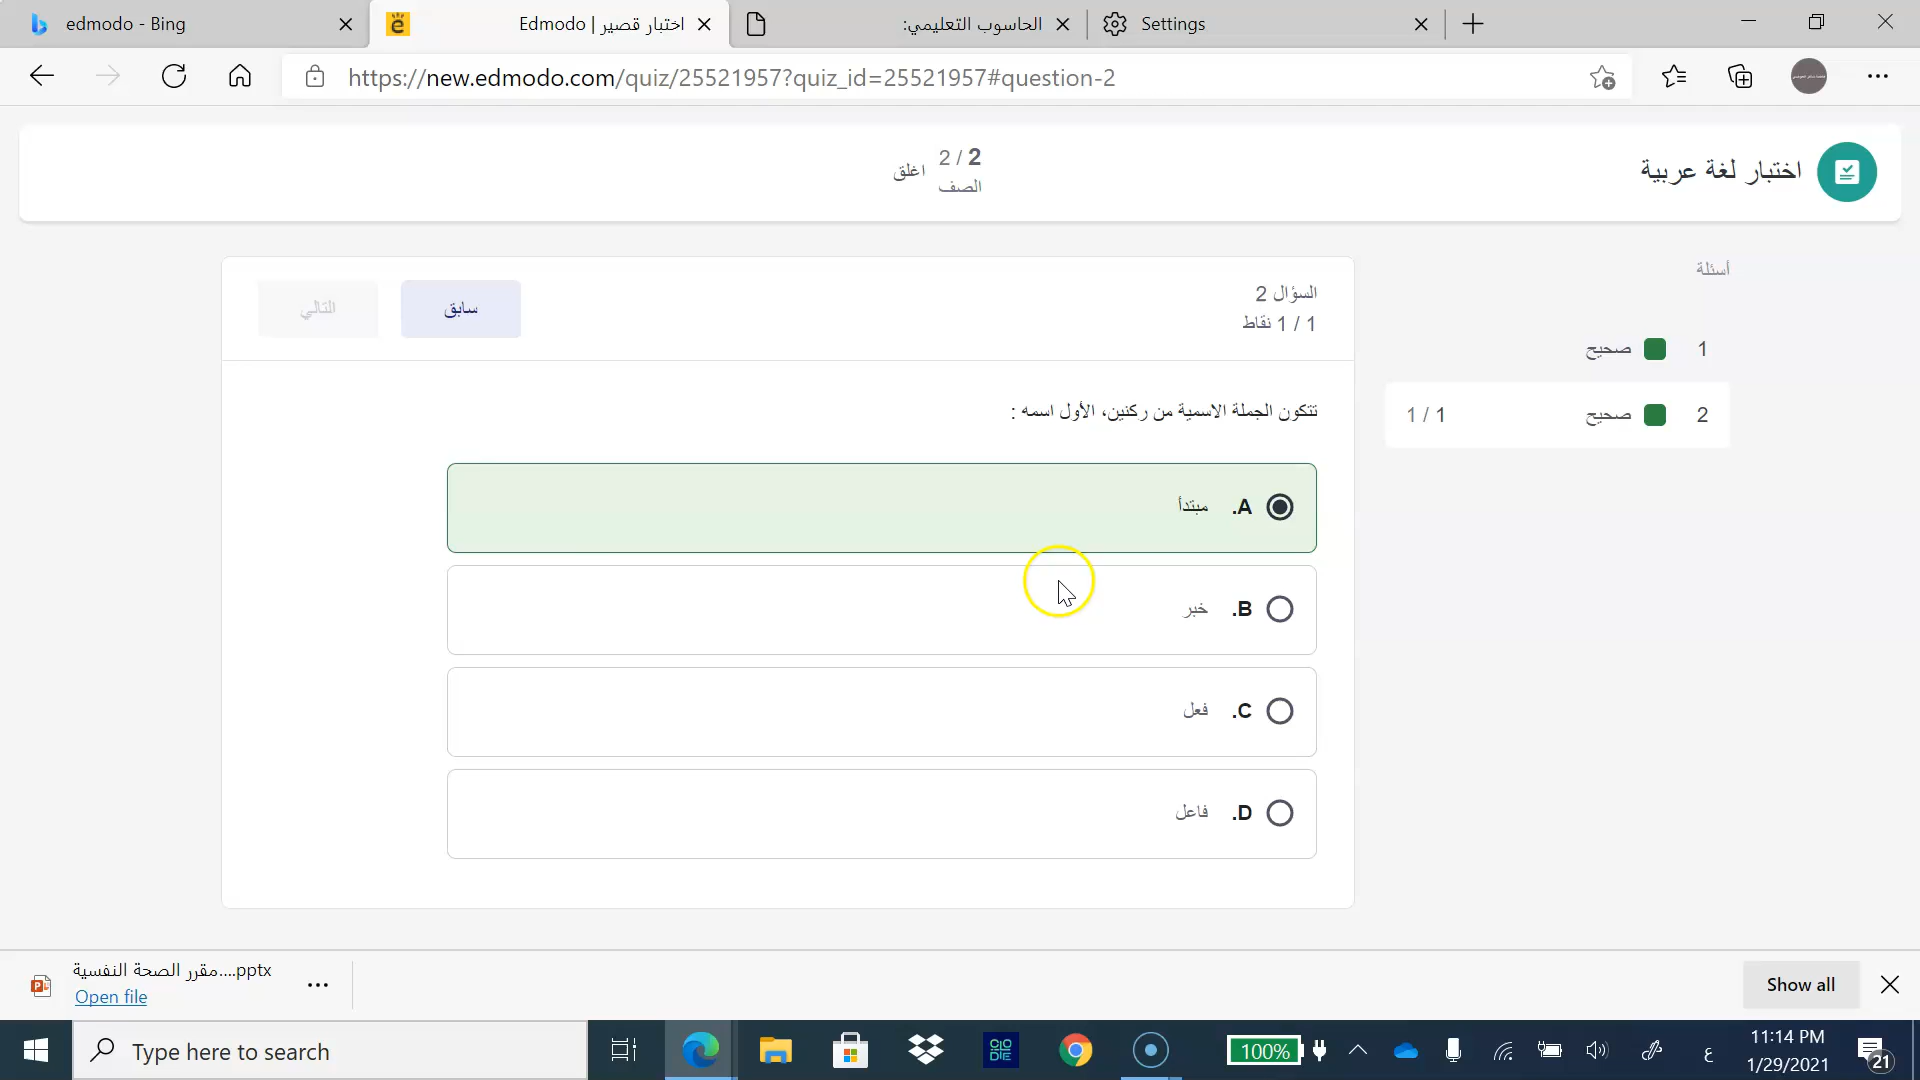 edmodo - Bing
اختبار قصير | Edmodo
الحاسوب التعليمي:
Settings
https://new.edmodo.com/quiz/25521957?quiz_id=25521957#question-2
اختبار لغة عربية
2 / 2
الصف
اغلق
أسئلة
1 صحيح
2 صحيح 1 / 1
السؤال 2
1 / 1 نقاط
سابق
التالي
تتكون الجملة الاسمية من ركنين، الأول اسمه :
A. مبتدأ
B. خبر
C. فعل
D. فاعل
مقرر الصحة النفسية....pptx
Open file
Show all
Type here to search
CODE
100%
ع
11:14 PM
1/29/2021
21